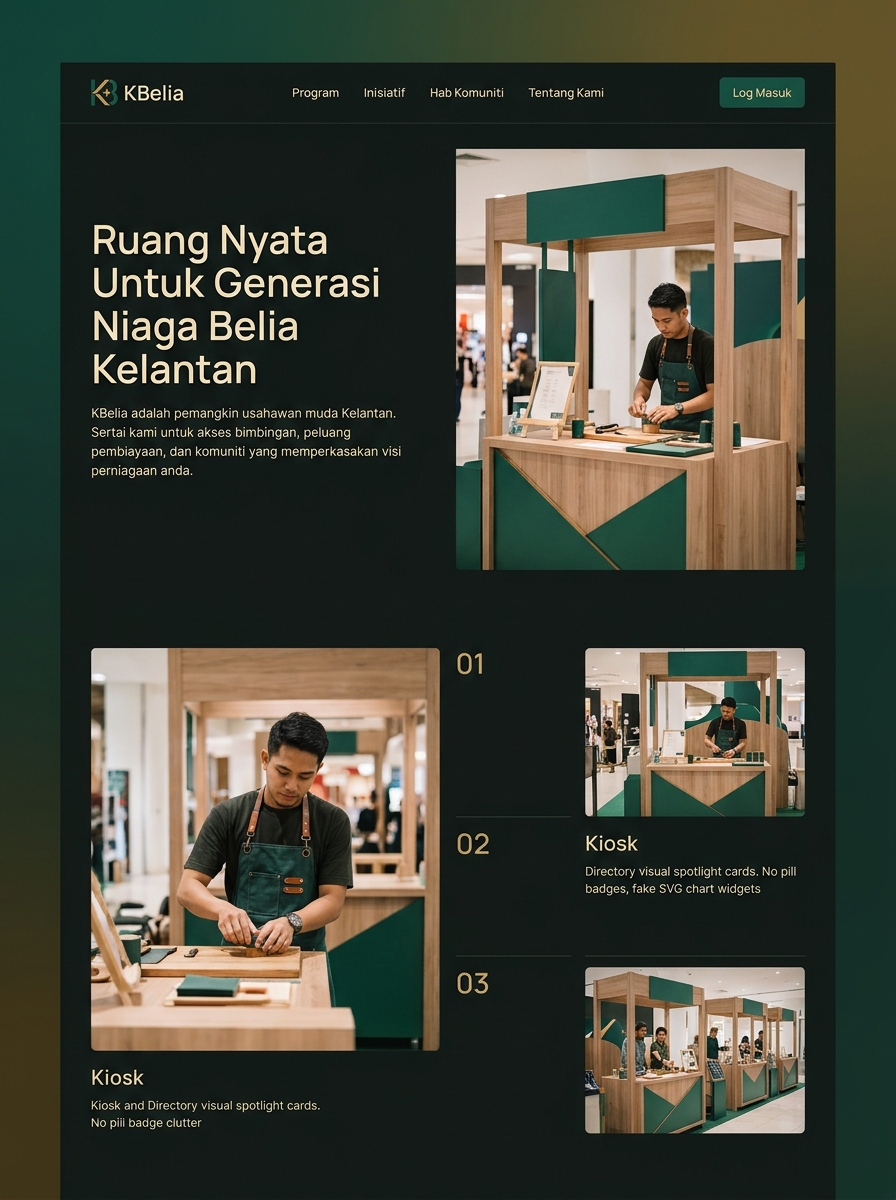 KBelia
Program
Inisiatif
Hab Komuniti
Tentang Kami
Log Masuk
Ruang Nyata
Untuk Generasi
Niaga Belia
Kelantan
KBelia adalah pemangkin usahawan muda Kelantan.
Sertai kami untuk akses bimbingan, peluang
pembiayaan, dan komuniti yang memperkasakan visi
perniagaan anda.
Kiosk
Kiosk and Directory visual spotlight cards.
No piii badge clutter
01
02
03
Kiosk
Directory visual spotlight cards. No pill
badges, fake SVG chart widgets